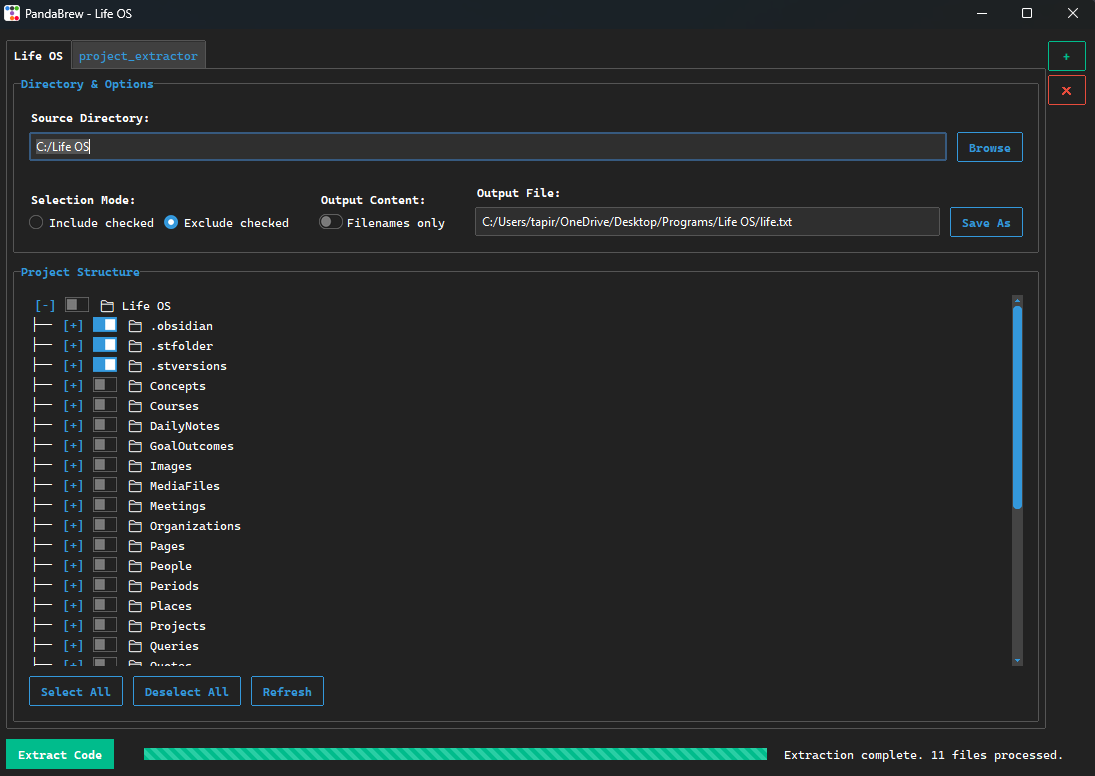 PandaBrew - Life OS
Life OS project_extractor
+
Directory & Options
Source Directory:
C:/Life OS
Browse
Selection Mode:
Output Content:
Output File:
Include checked Exclude checked
Filenames only
C:/Users/tapir/OneDrive/Desktop/Programs/Life OS/life.txt
Save As
Project Structure
[-] Life OS
[+] .obsidian
[+] .stfolder
[+] .stversions
[+] Concepts
[+] Courses
[+] DailyNotes
[+] GoalOutcomes
[+] Images
[+] MediaFiles
[+] Meetings
[+] Organizations
[+] Pages
[+] People
[+] Periods
[+] Places
[+] Projects
[+] Queries
[+] Quotes
Select All Deselect All Refresh
Extract Code
Extraction complete. 11 files processed.